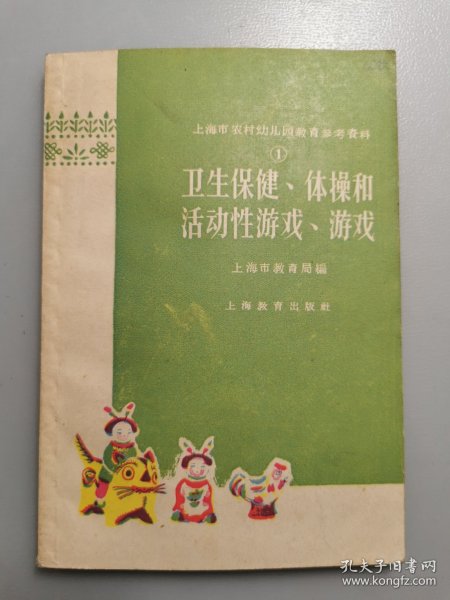 上海市农村幼儿园教育参考資料
①
卫生保健、体操和
活动性游戏、游戏
上海市教育局編
上海教育出版社
孔夫子旧书网
www.kongfz.com